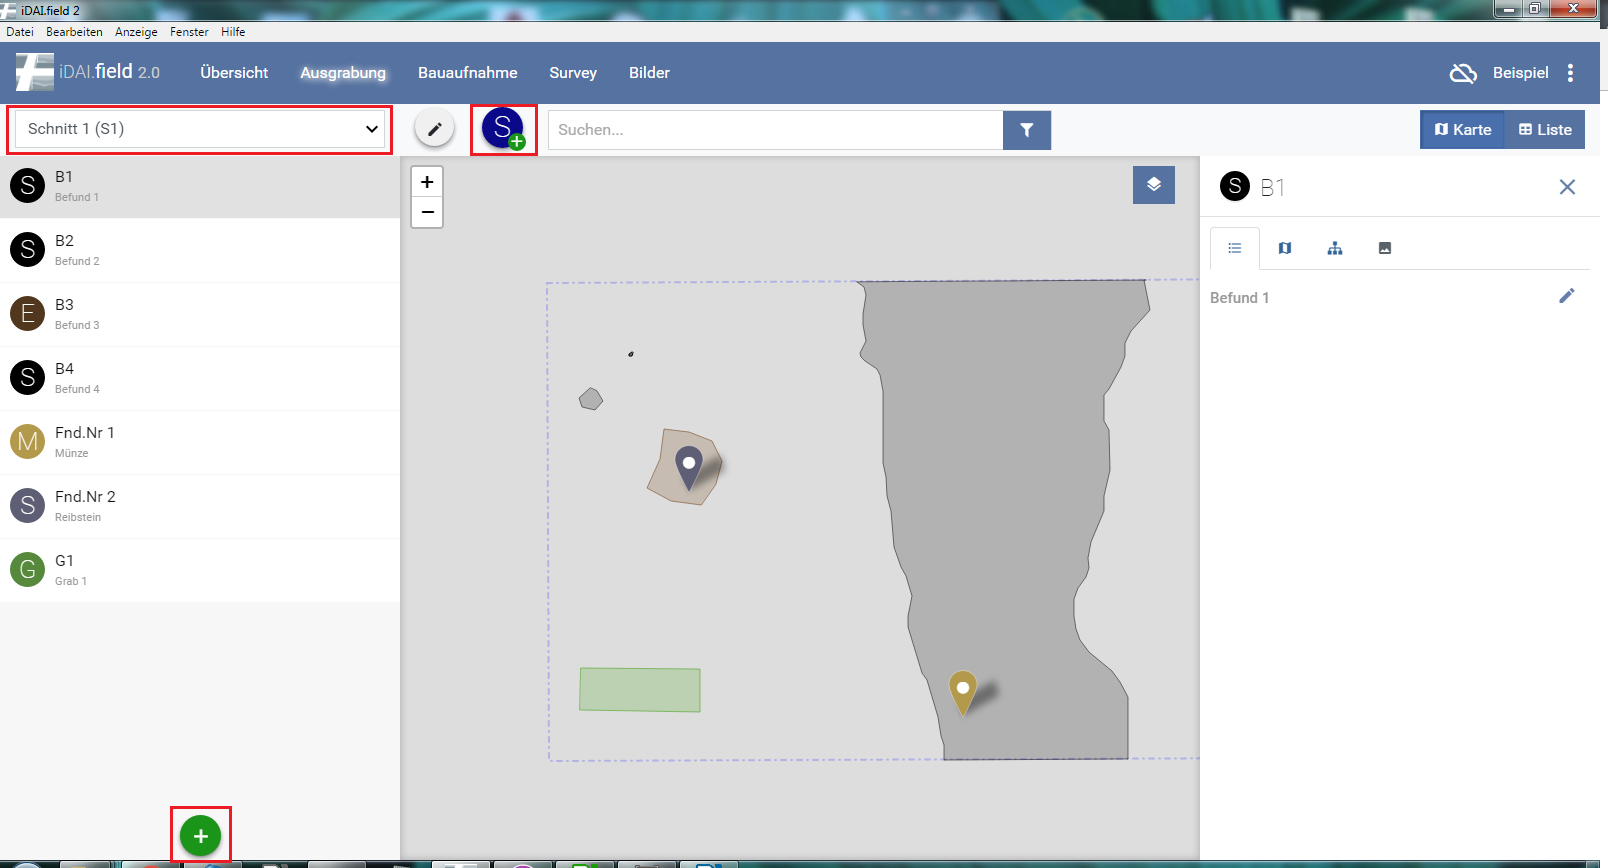 iDAI.field 2
Datei Bearbeiten Anzeige Fenster Hilfe
iDAI.field 2.0 Übersicht Ausgrabung Bauaufnahme Survey Bilder Beispiel
Schnitt 1 (S1) S Suchen... Karte Liste
S B1
Befund 1
S B2
Befund 2
E B3
Befund 3
S B4
Befund 4
M Fnd.Nr 1
Münze
S Fnd.Nr 2
Reibstein
G G1
Grab 1
+
+
−
S B1
Befund 1